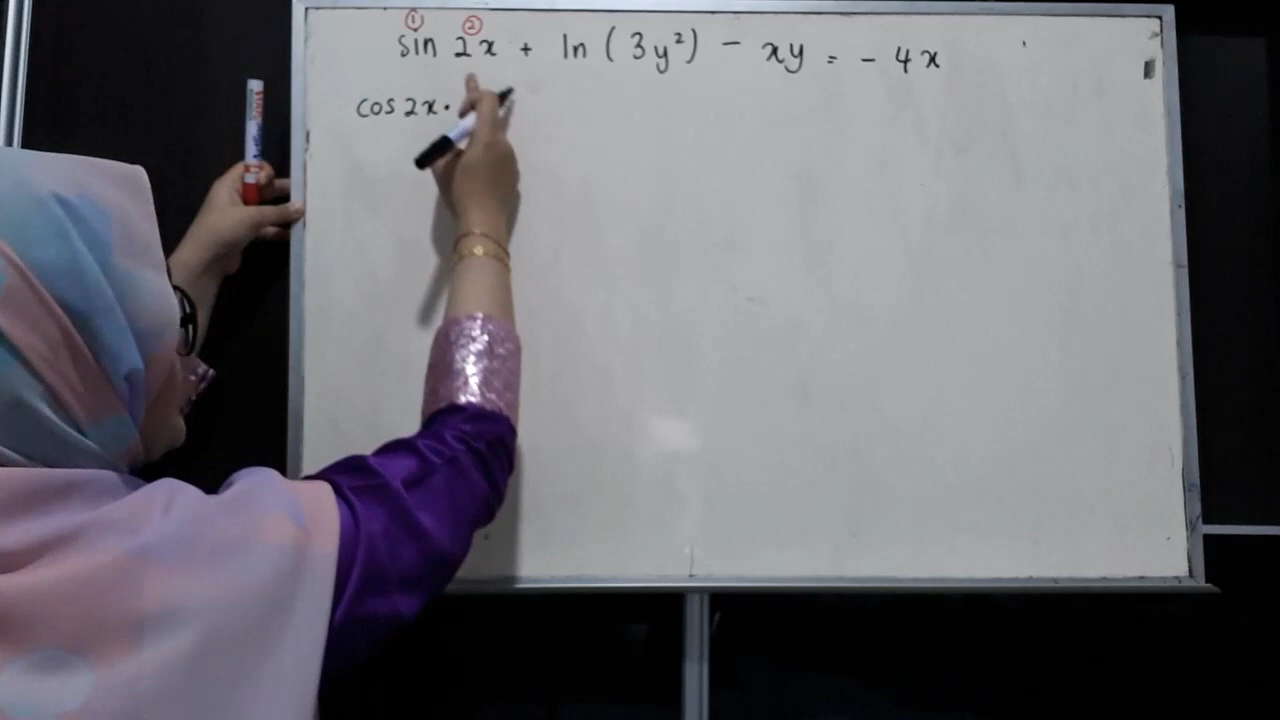 ① ②
sin 2x + ln ( 3y²) - xy = - 4x
cos 2x .